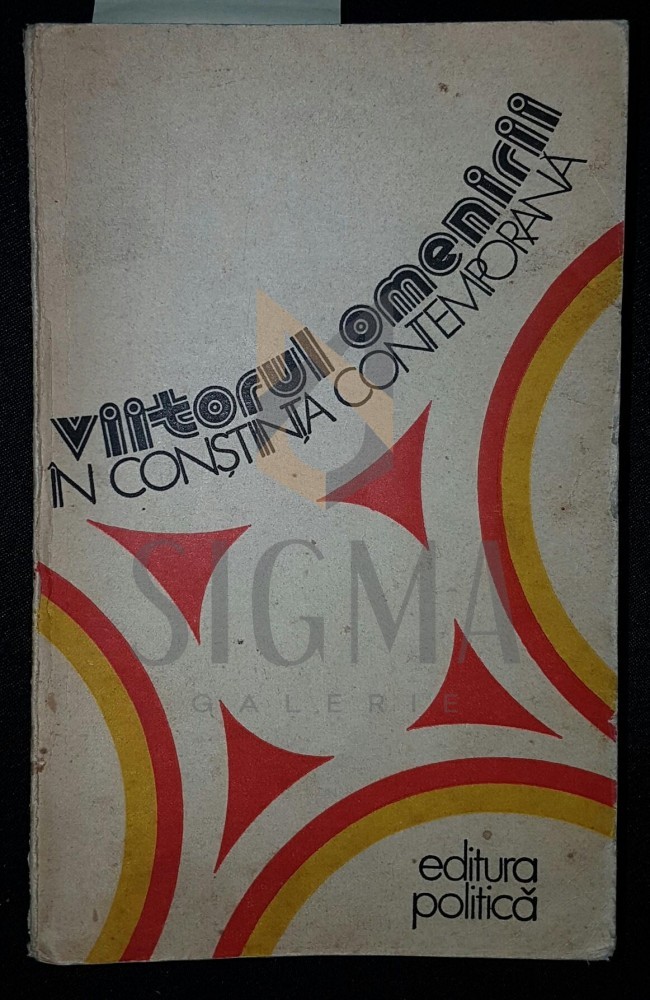 viitorul omenirii
ÎN CONȘTIINȚA CONTEMPORANĂ
SIGMA
GALERIE
editura
politică